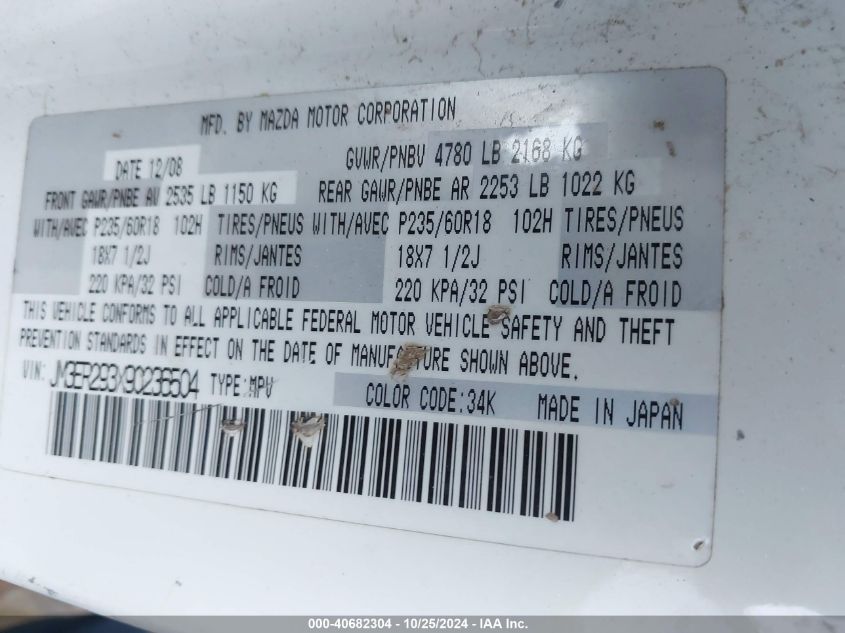 MFD. BY MAZDA MOTOR CORPORATION
DATE 12/08 GVWR/PNBV 4780 LB 2168 KG
FRONT GAWR/PNBE AV 2535 LB 1150 KG REAR GAWR/PNBE AR 2253 LB 1022 KG
WITH/AVEC P235/60R18 102H TIRES/PNEUS WITH/AVEC P235/60R18 102H TIRES/PNEUS
18X7 1/2J RIMS/JANTES 18X7 1/2J RIMS/JANTES
220 KPA/32 PSI COLD/A FROID 220 KPA/32 PSI COLD/A FROID
THIS VEHICLE CONFORMS TO ALL APPLICABLE FEDERAL MOTOR VEHICLE SAFETY AND THEFT
PREVENTION STANDARDS IN EFFECT ON THE DATE OF MANUFACTURE SHOWN ABOVE.
VIN: JM3ER293X90236504 TYPE:MPV COLOR CODE:34K MADE IN JAPAN
000-40682304 - 10/25/2024 - IAA Inc.